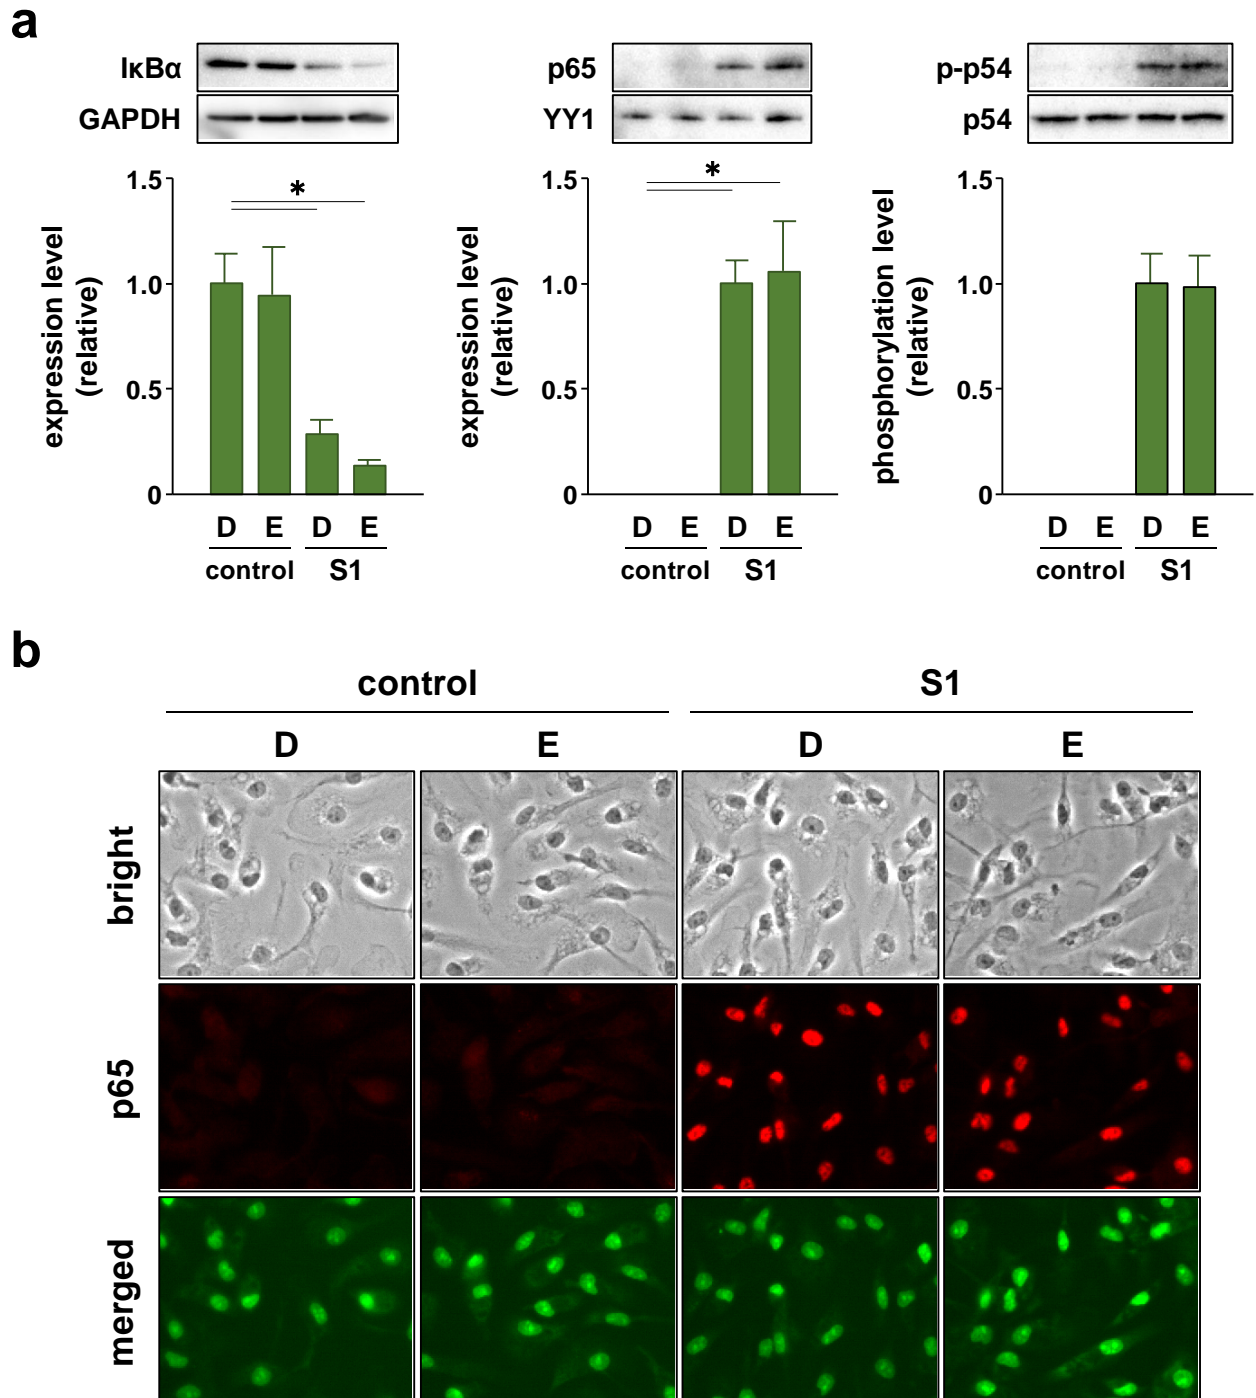 a
IκBα
GAPDH
p65
YY1
p-p54
p54
expression level
(relative)
1.5
1.0
0.5
0
*
D E D E
control S1
expression level
(relative)
1.5
1.0
0.5
0
*
D E D E
control S1
phosphorylation level
(relative)
1.5
1.0
0.5
0
D E D E
control S1
b
control S1
D E D E
bright
p65
merged